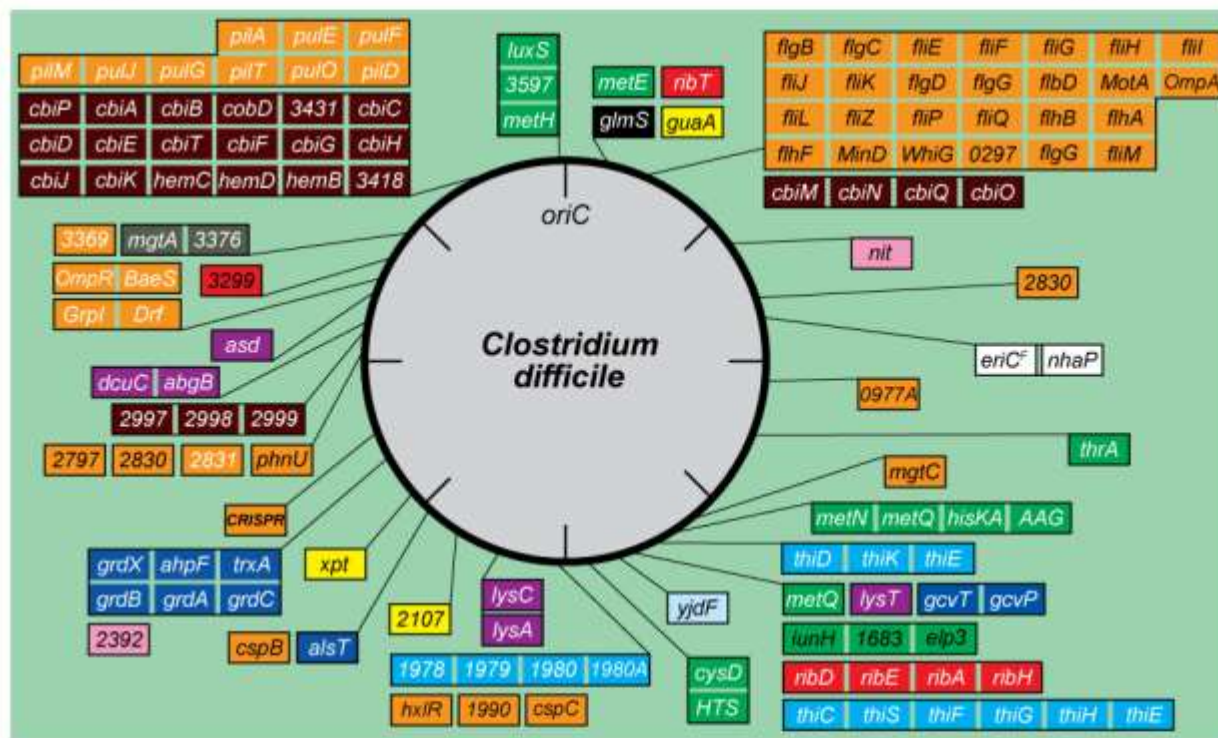 pilA pulE pulF
pilM pulJ pulG pilT pulO pilD
cbiP cbiA cbiB cobD 3431 cbiC
cbiD cbiE cbiT cbiF cbiG cbiH
cbiJ cbiK hemC hemD hemB 3418
luxS
3597
metH
metE ribT
glmS guaA
flgB flgC fliE fliF fliG fliH fliI
fliJ fliK flgD flgG flbD MotA OmpA
fliL fliZ fliP fliQ flhB flhA
flhF MinD WhiG 0297 flgG fliM
cbiM cbiN cbiQ cbiO
oriC
3369 mgtA 3376
OmpR BaeS 3299
GrpI Drf
asd
dcuC abgB
2997 2998 2999
2797 2830 2831 phnU
CRISPR
grdX ahpF trxA
grdB grdA grdC
2392
xpt
cspB alsT
2107
lysC
lysA
1978 1979 1980 1980A
hxlR 1990 cspC
Clostridium
difficile
nit
2830
eriCF nhaP
0977A
thrA
mgtC
metN metQ hisKA AAG
thiD thiK thiE
metQ lysT gcvT gcvP
iunH 1683 elp3
ribD ribE ribA ribH
thiC thiS thiF thiG thiH thiE
yjdF
cysD
HTS